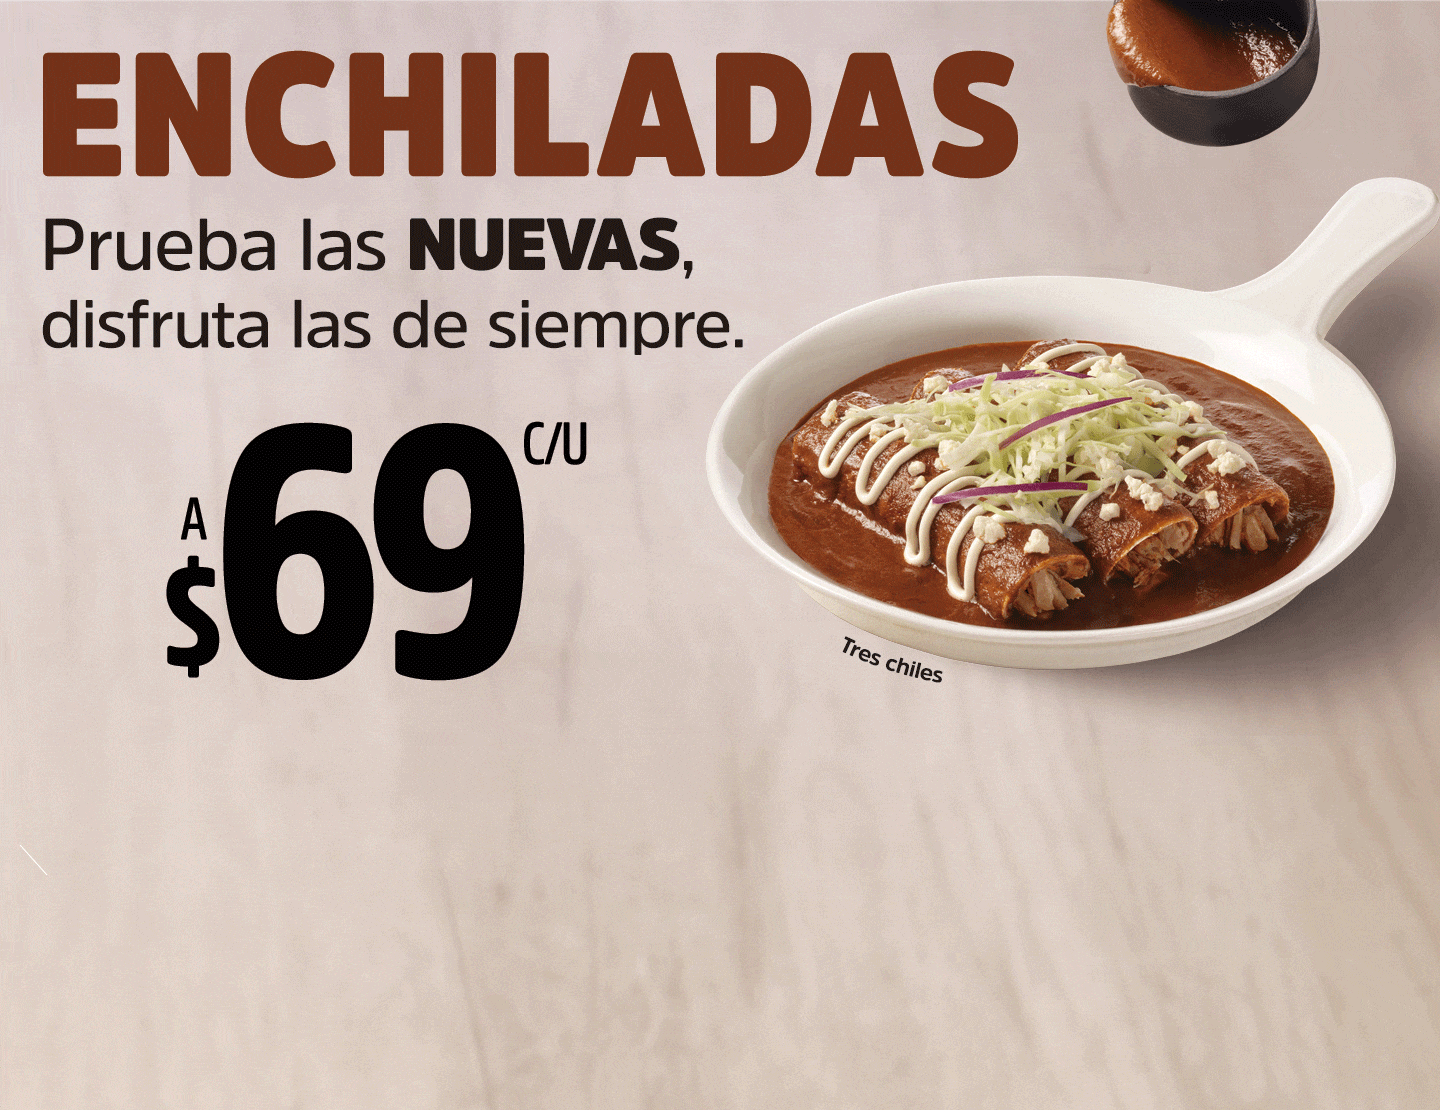 ENCHILADAS
Prueba las NUEVAS,
disfruta las de siempre.
A $69 C/U
Tres chiles